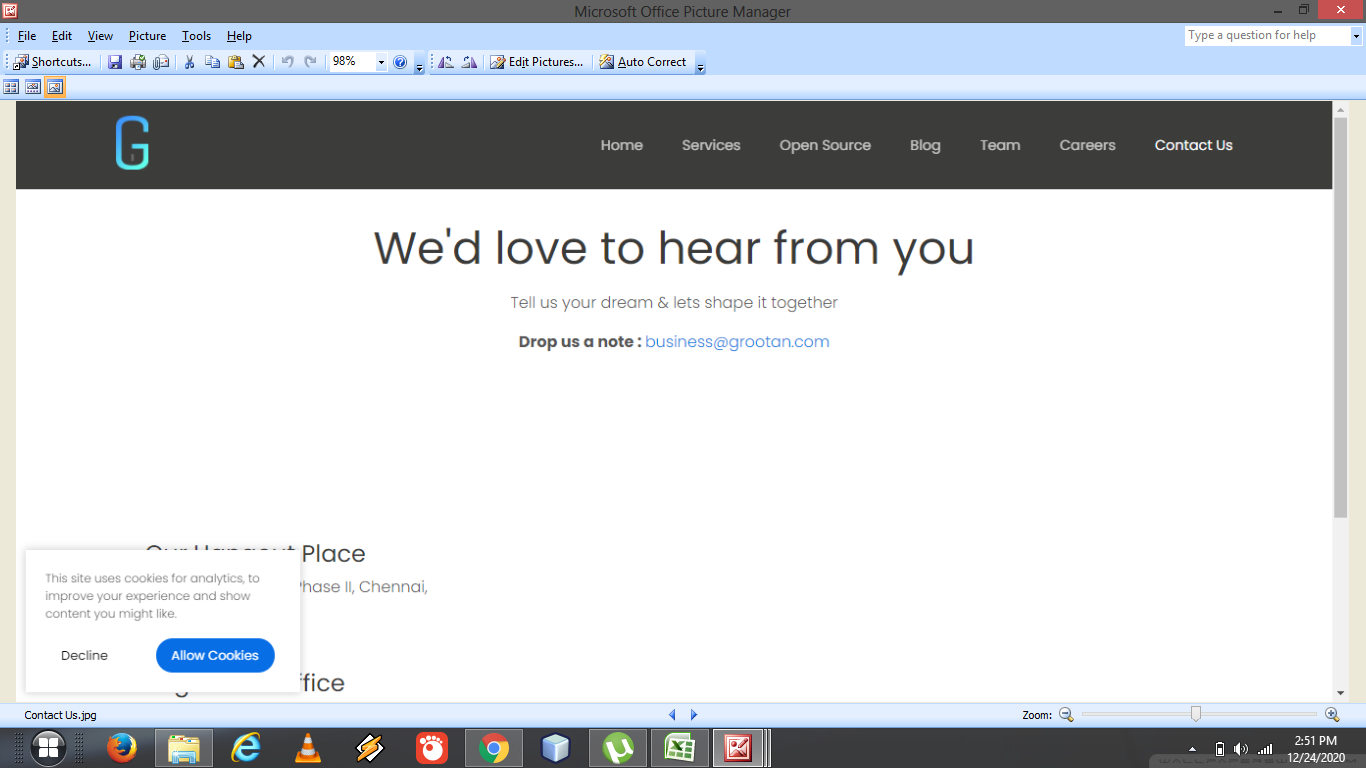 Microsoft Office Picture Manager
File Edit View Picture Tools Help
Type a question for help
Shortcuts... 98% Edit Pictures... Auto Correct
G
Home Services Open Source Blog Team Careers Contact Us
We'd love to hear from you
Tell us your dream & lets shape it together
Drop us a note : business@grootan.com
Place
Phase II, Chennai,
This site uses cookies for analytics, to
improve your experience and show
content you might like.
Decline Allow Cookies
Contact Us.jpg
Zoom:
2:51 PM
12/24/2020